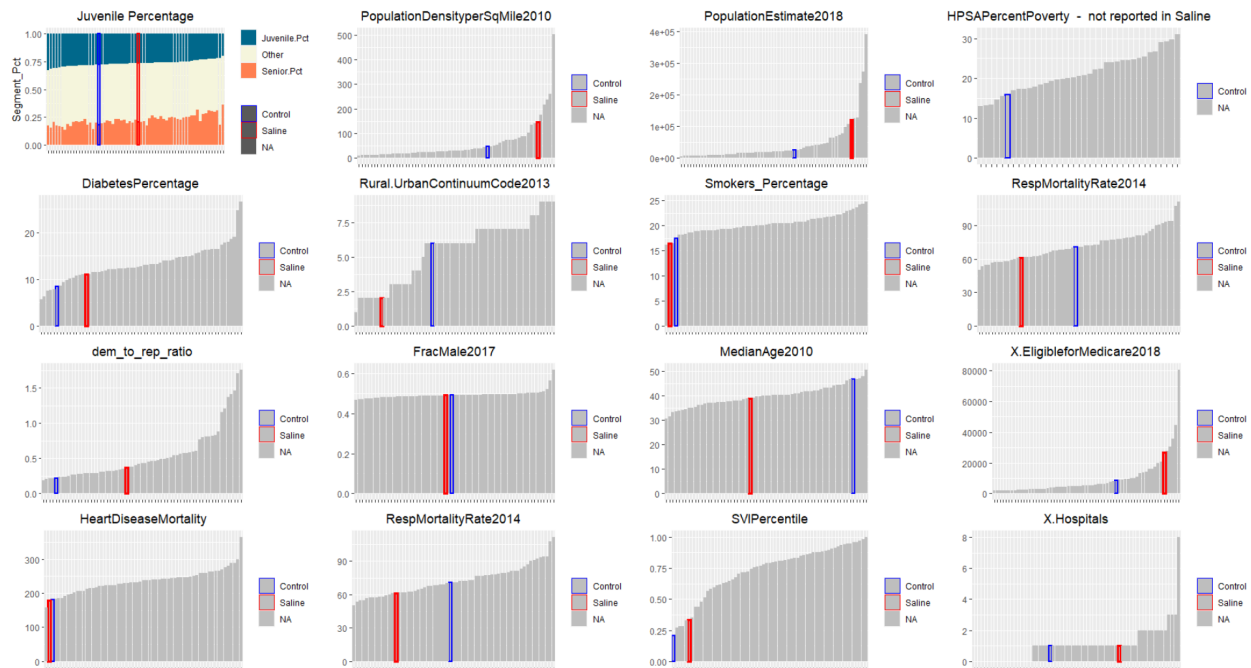 Juvenile Percentage
Segment_Pct
1.00
0.75
0.50
0.25
0.00
Juvenile.Pct
Other
Senior.Pct
Control
Saline
NA
PopulationDensityperSqMile2010
500
400
300
200
100
0
Control
Saline
NA
PopulationEstimate2018
4e+05
3e+05
2e+05
1e+05
0e+00
Control
Saline
NA
HPSAPercentPoverty - not reported in Saline
30
20
10
0
Control
NA
DiabetesPercentage
20
10
0
Control
Saline
NA
Rural.UrbanContinuumCode2013
7.5
5.0
2.5
0.0
Control
Saline
NA
Smokers_Percentage
25
20
15
10
5
0
Control
Saline
NA
RespMortalityRate2014
90
60
30
0
Control
Saline
NA
dem_to_rep_ratio
1.5
1.0
0.5
0.0
Control
Saline
NA
FracMale2017
0.6
0.4
0.2
0.0
Control
Saline
NA
MedianAge2010
50
40
30
20
10
0
Control
Saline
NA
X.EligibleforMedicare2018
80000
60000
40000
20000
0
Control
Saline
NA
HeartDiseaseMortality
300
200
100
0
Control
Saline
NA
RespMortalityRate2014
90
60
30
0
Control
Saline
NA
SVIPercentile
1.00
0.75
0.50
0.25
0.00
Control
Saline
NA
X.Hospitals
8
6
4
2
0
Control
Saline
NA